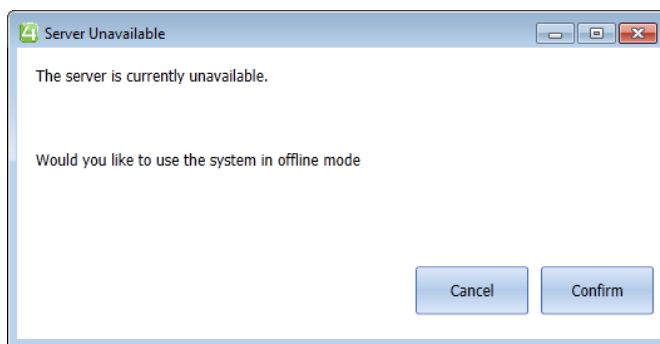 4 Server Unavailable
The server is currently unavailable.
Would you like to use the system in offline mode
Cancel Confirm